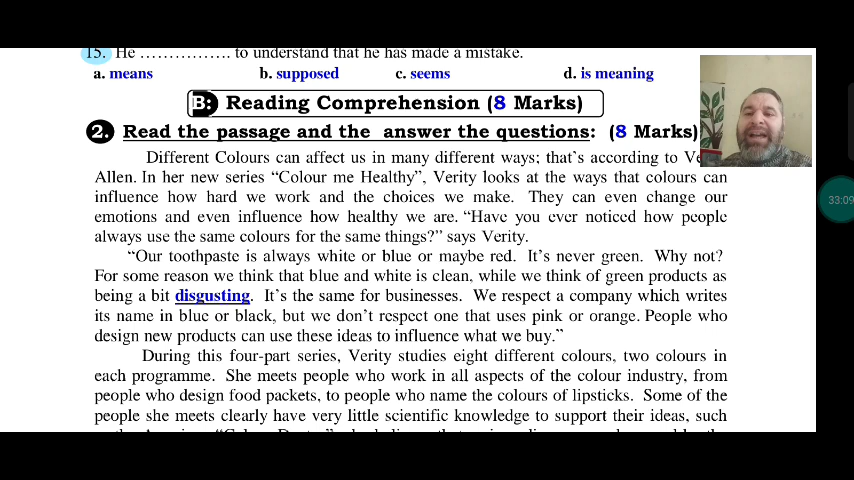 15. He ................ to understand that he has made a mistake.
a. means b. supposed c. seems d. is meaning
B: Reading Comprehension (8 Marks)
2. Read the passage and the answer the questions: (8 Marks)
Different Colours can affect us in many different ways; that's according to
Allen. In her new series "Colour me Healthy", Verity looks at the ways that colours can
influence how hard we work and the choices we make. They can even change our
emotions and even influence how healthy we are. "Have you ever noticed how people
always use the same colours for the same things?" says Verity.
"Our toothpaste is always white or blue or maybe red. It's never green. Why not?
For some reason we think that blue and white is clean, while we think of green products as
being a bit disgusting. It's the same for businesses. We respect a company which writes
its name in blue or black, but we don't respect one that uses pink or orange. People who
design new products can use these ideas to influence what we buy."
During this four-part series, Verity studies eight different colours, two colours in
each programme. She meets people who work in all aspects of the colour industry, from
people who design food packets, to people who name the colours of lipsticks. Some of the
people she meets clearly have very little scientific knowledge to support their ideas, such
33:09